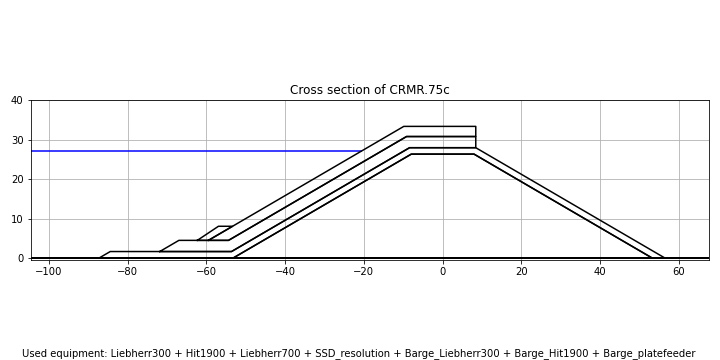 Cross section of CRMR.75c
40
30
20
10
0
−100 −80 −60 −40 −20 0 20 40 60
Used equipment: Liebherr300 + Hit1900 + Liebherr700 + SSD_resolution + Barge_Liebherr300 + Barge_Hit1900 + Barge_platefeeder